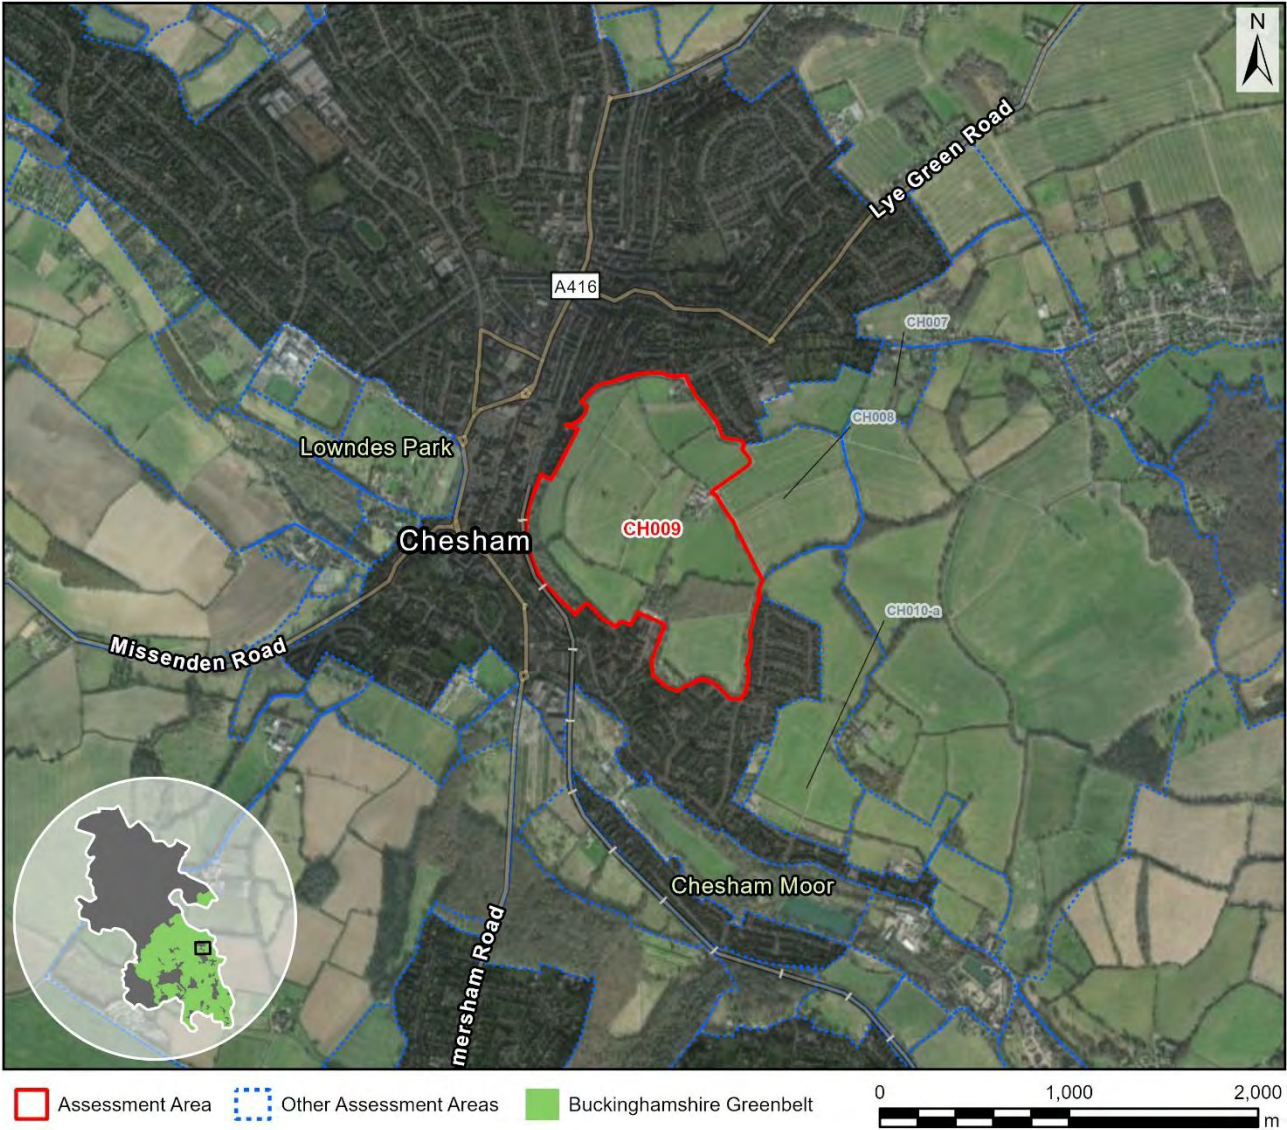 N
Lye Green Road
A416
CH007
CH008
Lowndes Park
CH009
Chesham
CH010-a
Missenden Road
Chesham Moor
mersham Road
Assessment Area
Other Assessment Areas
Buckinghamshire Greenbelt
0 1,000 2,000
m